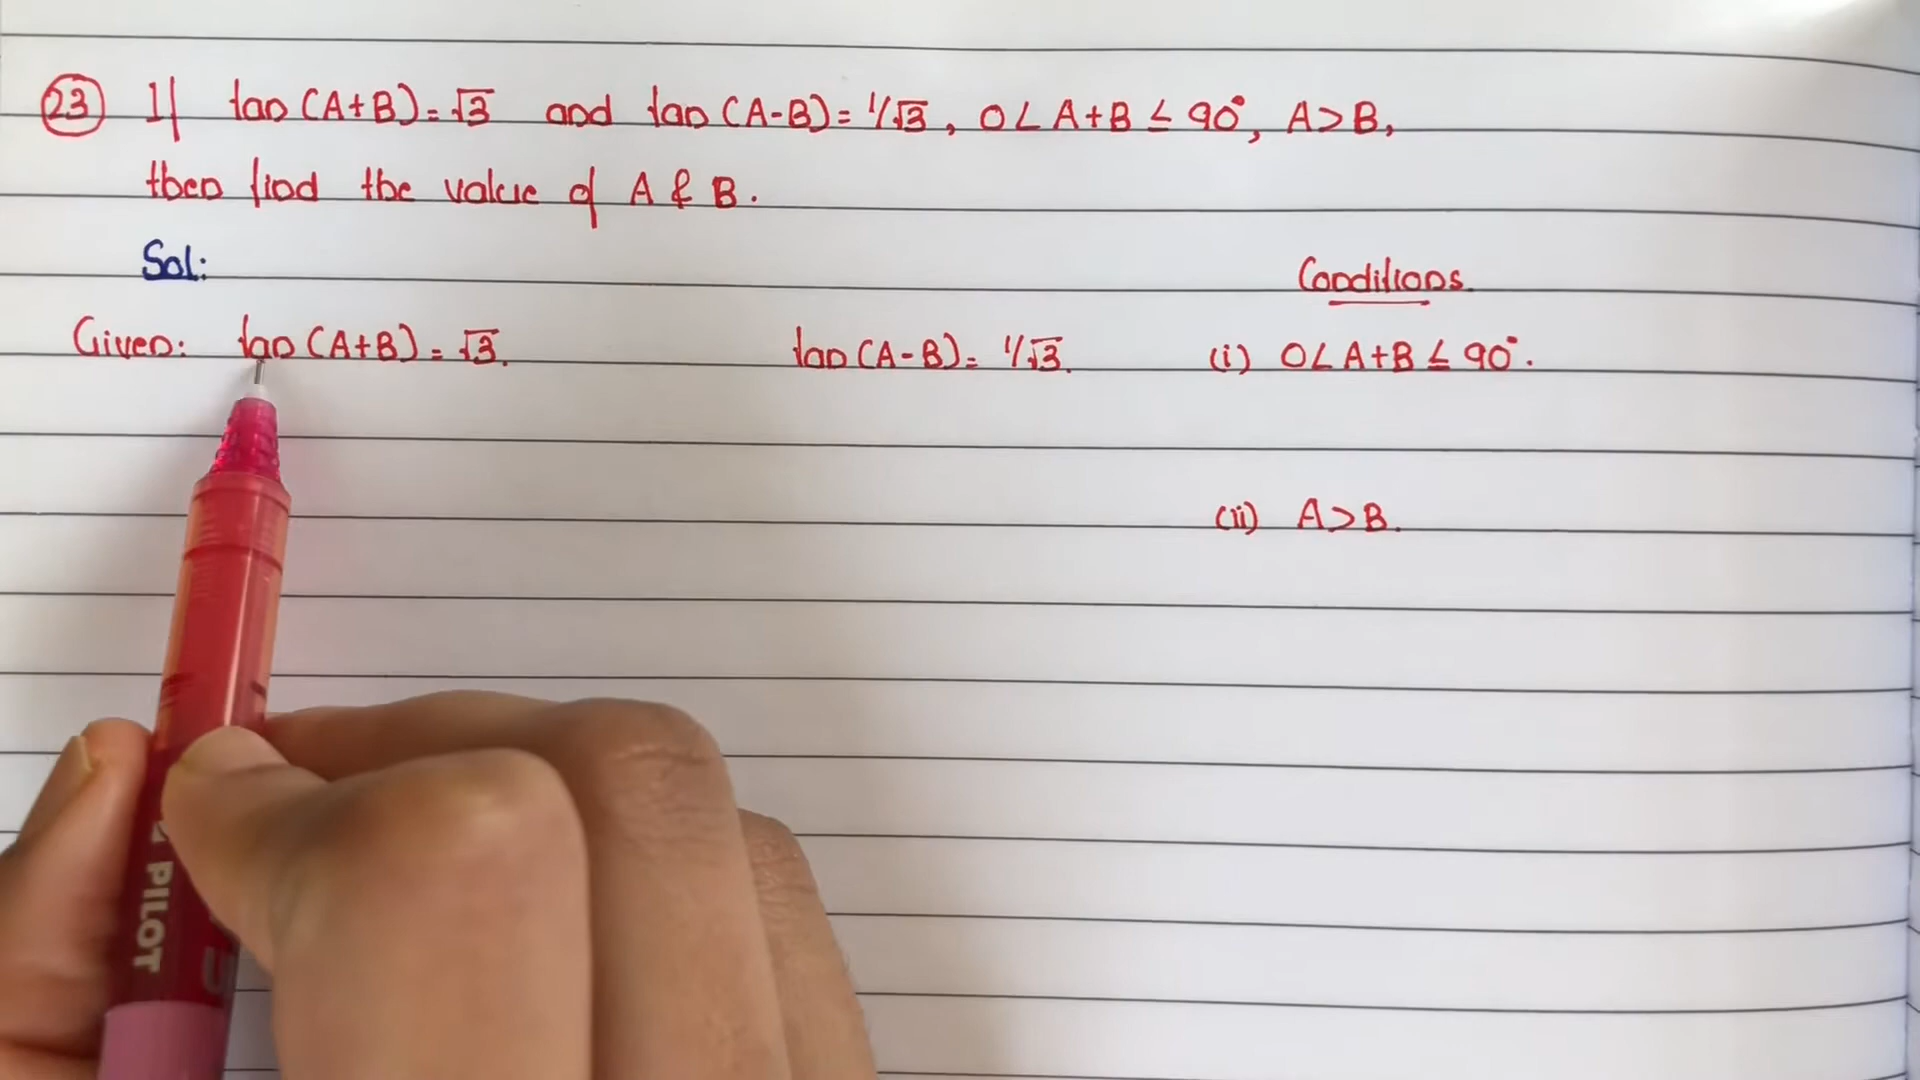 23 If tan (A+B) = √3 and tan (A-B) = 1/√3, 0 < A+B ≤ 90°, A>B,
then find the value of A & B.
Sol:
Conditions
Given: tan (A+B) = √3. tan (A-B) = 1/√3. (i) 0 < A+B ≤ 90°.
(ii) A>B.
PILOT